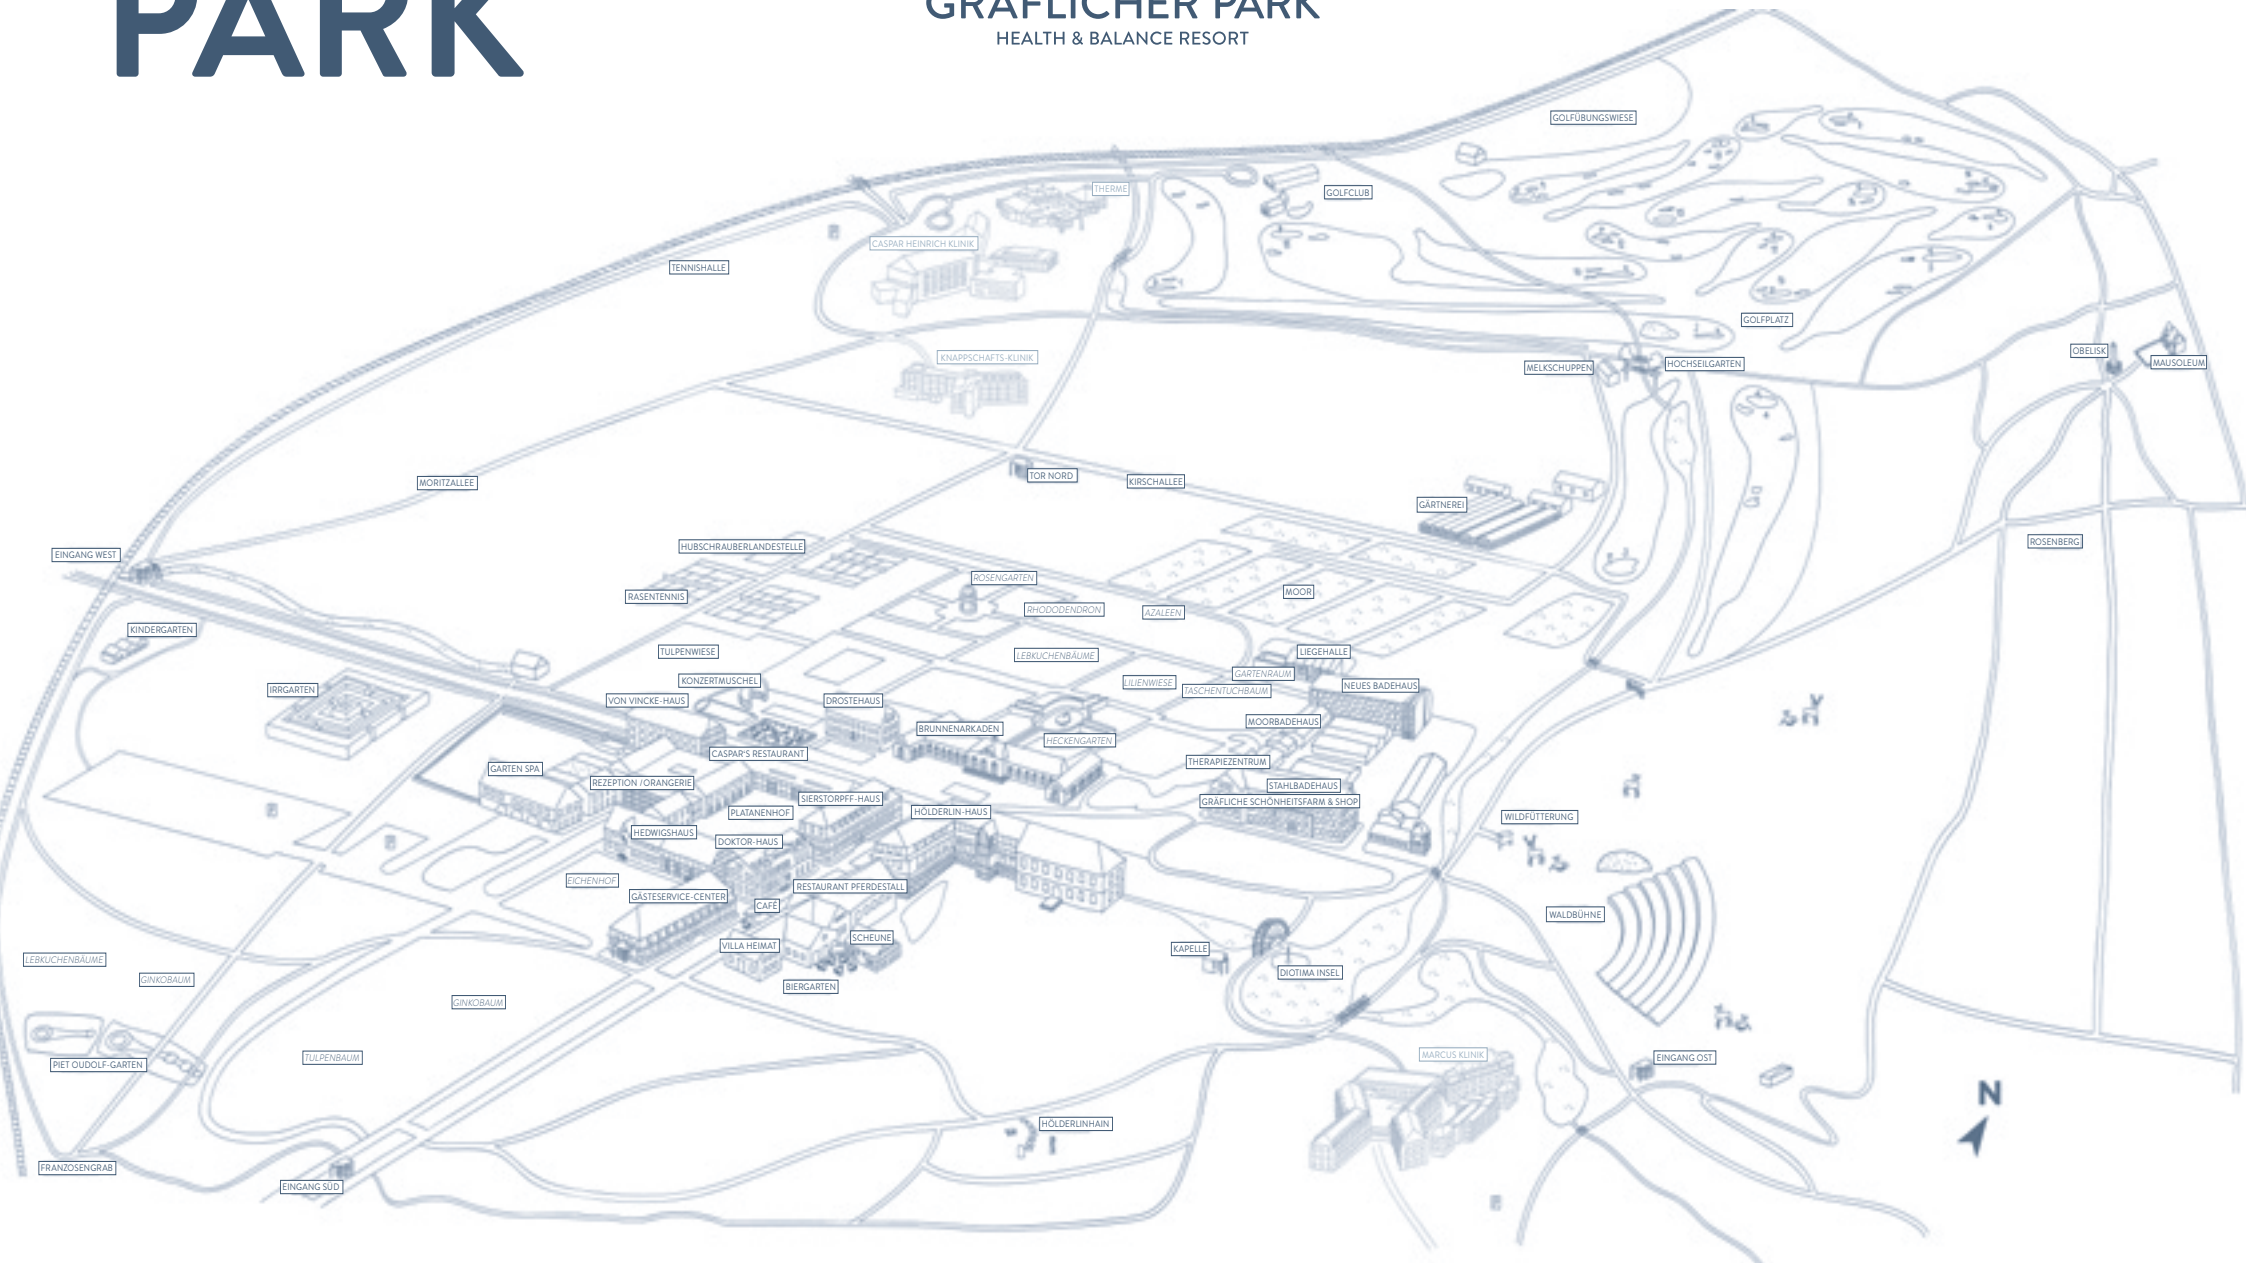 PARK
GRÄFLICHER PARK
HEALTH & BALANCE RESORT
GOLFÜBUNGSWIESE
THERME
GOLFCLUB
CASPAR HEINRICH KLINIK
TENNISHALLE
GOLFPLATZ
OBELISK
KNAPPSCHAFTS-KLINIK
MELKSCHUPPEN
HOCHSEILGARTEN
MAUSOLEUM
MORITZALLEE
TOR NORD
KIRSCHALLEE
GÄRTNEREI
EINGANG WEST
HUBSCHRAUBERLANDESTELLE
ROSENBERG
ROSENGARTEN
RASENTENNIS
RHODODENDRON
AZALEEN
MOOR
KINDERGARTEN
TULPENWIESE
LEBKUCHENBÄUME
LIEGEHALLE
IRRGARTEN
KONZERTMUSCHEL
LILIENWIESE
GARTENRAUM
TASCHENTUCHBAUM
NEUES BADEHAUS
VON VINCKE-HAUS
DROSTEHAUS
BRUNNENARKADEN
MOORBADEHAUS
HECKENGARTEN
CASPAR'S RESTAURANT
GARTEN SPA
THERAPIEZENTRUM
REZEPTION /ORANGERIE
STAHLBADEHAUS
SIERSTORPFF-HAUS
GRÄFLICHE SCHÖNHEITSFARM & SHOP
PLATANENHOF
HÖLDERLIN-HAUS
WILDFÜTTERUNG
HEDWIGSHAUS
DOKTOR-HAUS
EICHENHOF
RESTAURANT PFERDESTALL
GÄSTESERVICE-CENTER
CAFÉ
WALDBÜHNE
SCHEUNE
VILLA HEIMAT
KAPELLE
LEBKUCHENBÄUME
GINKOBAUM
DIOTIMA INSEL
BIERGARTEN
GINKOBAUM
PIET OUDOLF-GARTEN
TULPENBAUM
MARCUS KLINIK
EINGANG OST
N
HÖLDERLINHAIN
FRANZOSENGRAB
EINGANG SÜD